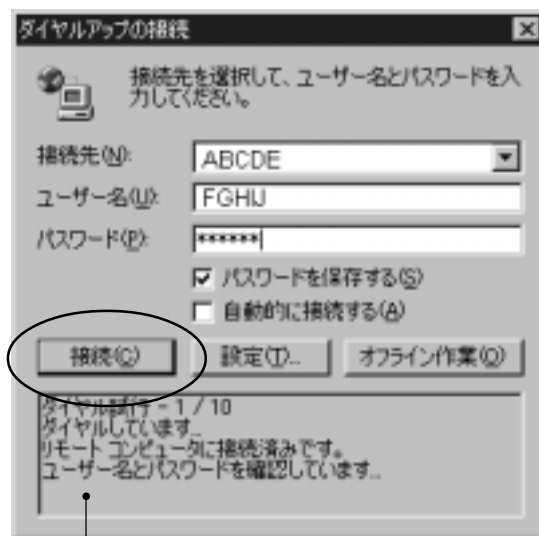 ダイヤルアップの接続
接続先を選択して、ユーザー名とパスワードを入
力してください。
接続先(N):
ABCDE
ユーザー名(U):
FGHIJ
パスワード(P):
******
パスワードを保存する(S)
自動的に接続する(A)
接続(C)
設定(T)...
オフライン作業(O)
ダイヤル試行 - 1 / 10
ダイヤルしています...
リモート コンピュータに接続済みです。
ユーザー名とパスワードを確認しています...